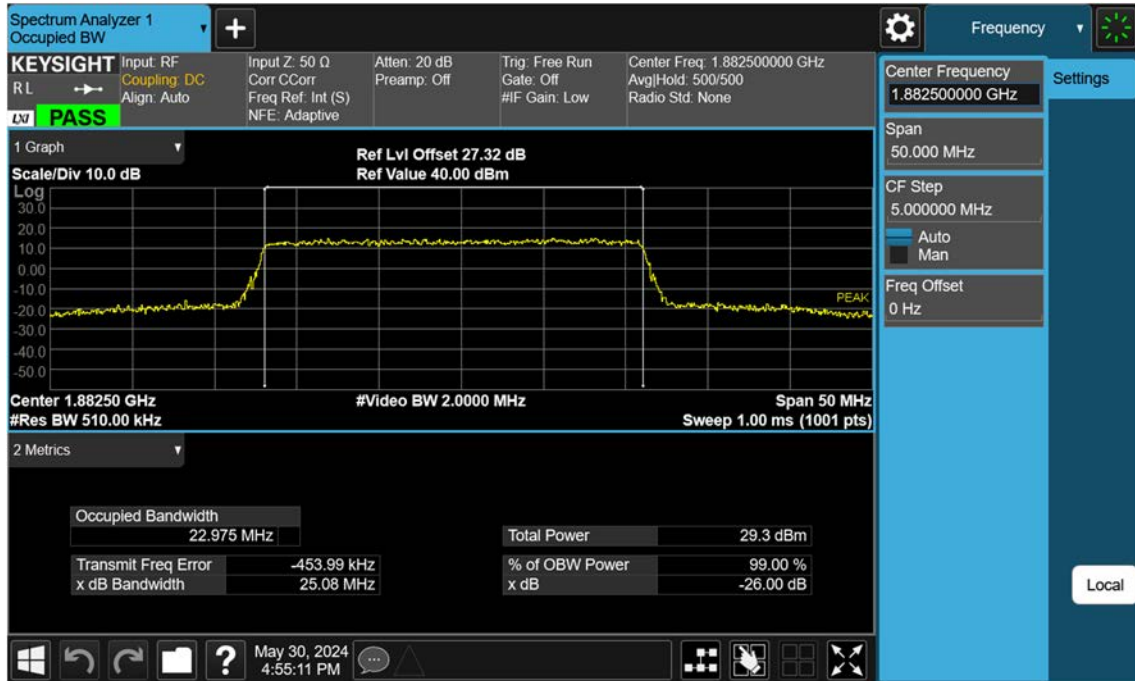 Spectrum Analyzer 1
Occupied BW
Frequency
KEYSIGHT
R L
LXI
PASS
Input: RF
Coupling: DC
Align: Auto
Input Z: 50 Ω
Corr CCorr
Freq Ref: Int (S)
NFE: Adaptive
Atten: 20 dB
Preamp: Off
Trig: Free Run
Gate: Off
#IF Gain: Low
Center Freq: 1.882500000 GHz
Avg|Hold: 500/500
Radio Std: None
Center Frequency
1.882500000 GHz
Settings
Span
50.000 MHz
CF Step
5.000000 MHz
Auto
Man
Freq Offset
0 Hz
Local
1 Graph
Scale/Div 10.0 dB
Ref Lvl Offset 27.32 dB
Ref Value 40.00 dBm
Log
30.0
20.0
10.0
0.00
-10.0
-20.0
-30.0
-40.0
-50.0
PEAK
Center 1.88250 GHz
#Video BW 2.0000 MHz
Span 50 MHz
#Res BW 510.00 kHz
Sweep 1.00 ms (1001 pts)
2 Metrics
Occupied Bandwidth
22.975 MHz
Total Power 29.3 dBm
Transmit Freq Error -453.99 kHz
% of OBW Power 99.00 %
x dB Bandwidth 25.08 MHz
x dB -26.00 dB
?
May 30, 2024
4:55:11 PM